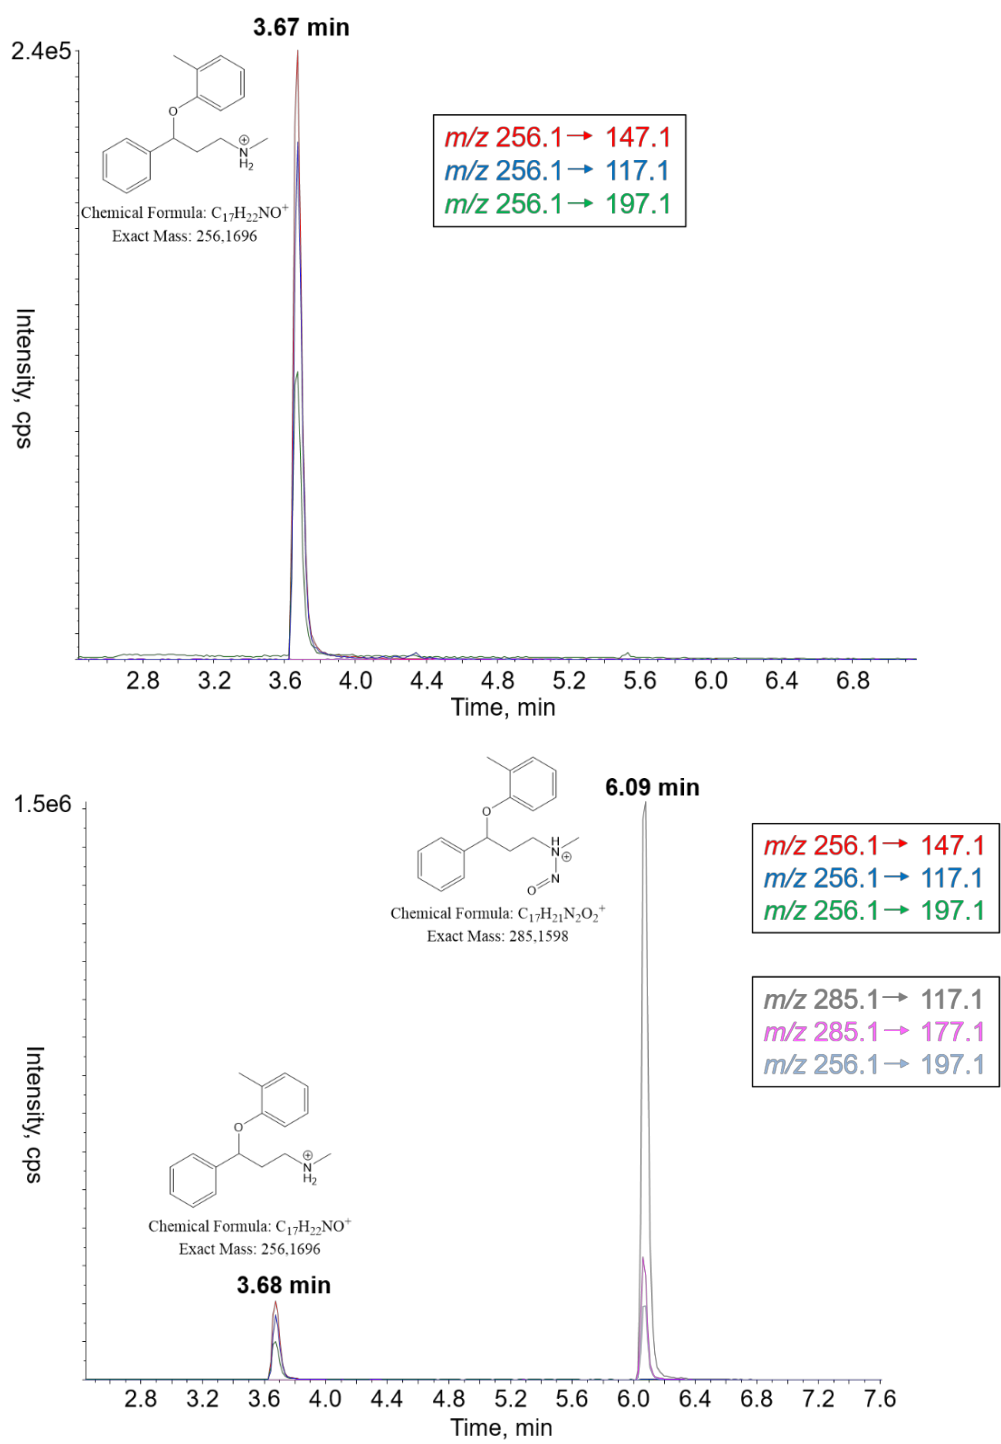 3.67 min
2.4e5
O
N
H2
⊕
Chemical Formula: C17H22NO+
Exact Mass: 256,1696
m/z 256.1→ 147.1
m/z 256.1→ 117.1
m/z 256.1→ 197.1
Intensity, cps
2.8 3.2 3.6 4.0 4.4 4.8 5.2 5.6 6.0 6.4 6.8
Time, min
1.5e6
6.09 min
O
H
N
⊕
N
O
Chemical Formula: C17H21N2O2+
Exact Mass: 285,1598
m/z 256.1→ 147.1
m/z 256.1→ 117.1
m/z 256.1→ 197.1
m/z 285.1→ 117.1
m/z 285.1→ 177.1
m/z 256.1→ 197.1
Intensity, cps
O
⊕
N
H2
Chemical Formula: C17H22NO+
Exact Mass: 256,1696
3.68 min
2.8 3.2 3.6 4.0 4.4 4.8 5.2 5.6 6.0 6.4 6.8 7.2 7.6
Time, min